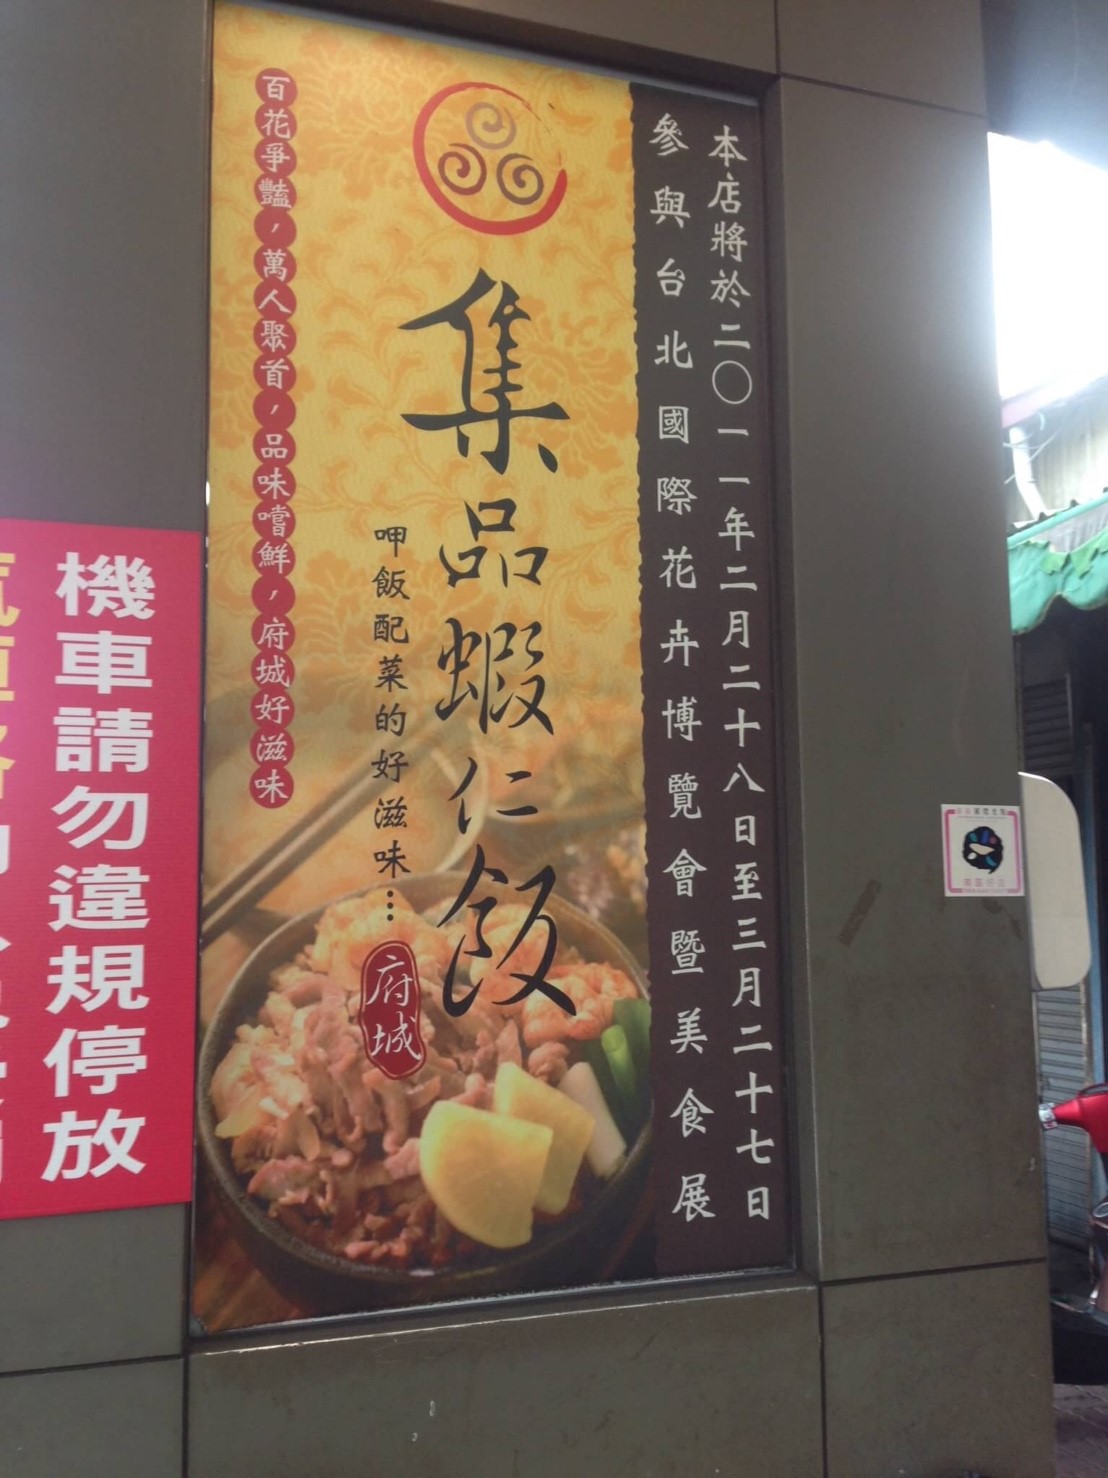 本店將於二〇一一年二月二十八日至三月二十七日
參與台北國際花卉博覽會暨美食展
集品蝦仁飯
呷飯配菜的好滋味…
府城
百花爭豔，萬人聚首，品味嚐鮮，府城好滋味
機車請勿違規停放